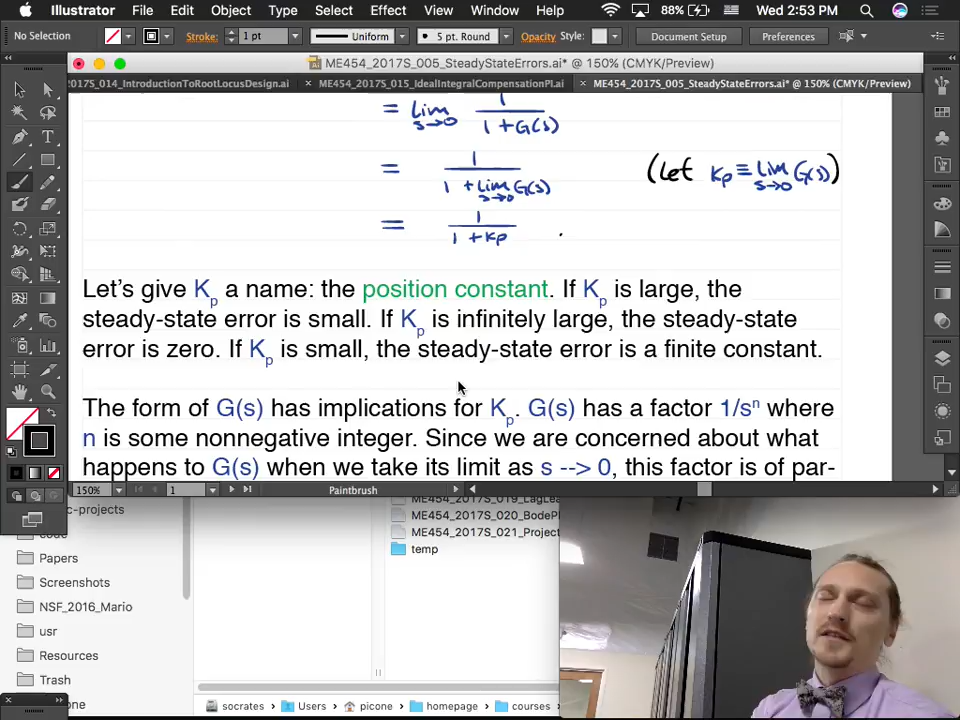 Illustrator File Edit Object Type Select Effect View Window Help 88% Wed 2:53 PM
No Selection Stroke: 1 pt Uniform 5 pt. Round Opacity Style: Document Setup Preferences
ME454_2017S_005_SteadyStateErrors.ai* @ 150% (CMYK/Preview)
2017S_014_IntroductionToRootLocusDesign.ai ME454_2017S_015_IdealIntegralCompensationPI.ai ME454_2017S_005_SteadyStateErrors.ai* @ 150% (CMYK/Preview)
= lim s→0 1 / 1 + G(s)
= 1 / 1 + lim s→0 G(s) (let Kp ≡ lim s→0 G(s))
= 1 / 1 + Kp .
Let's give Kp a name: the position constant. If Kp is large, the
steady-state error is small. If Kp is infinitely large, the steady-state
error is zero. If Kp is small, the steady-state error is a finite constant.
The form of G(s) has implications for Kp. G(s) has a factor 1/sⁿ where
n is some nonnegative integer. Since we are concerned about what
happens to G(s) when we take its limit as s --> 0, this factor is of par-
150% 1 Paintbrush
c-projects
code
Papers
Screenshots
NSF_2016_Mario
usr
Resources
Trash
ME454_2017S_019_LagLea
ME454_2017S_020_BodePl
ME454_2017S_021_Project
temp
socrates Users picone homepage courses